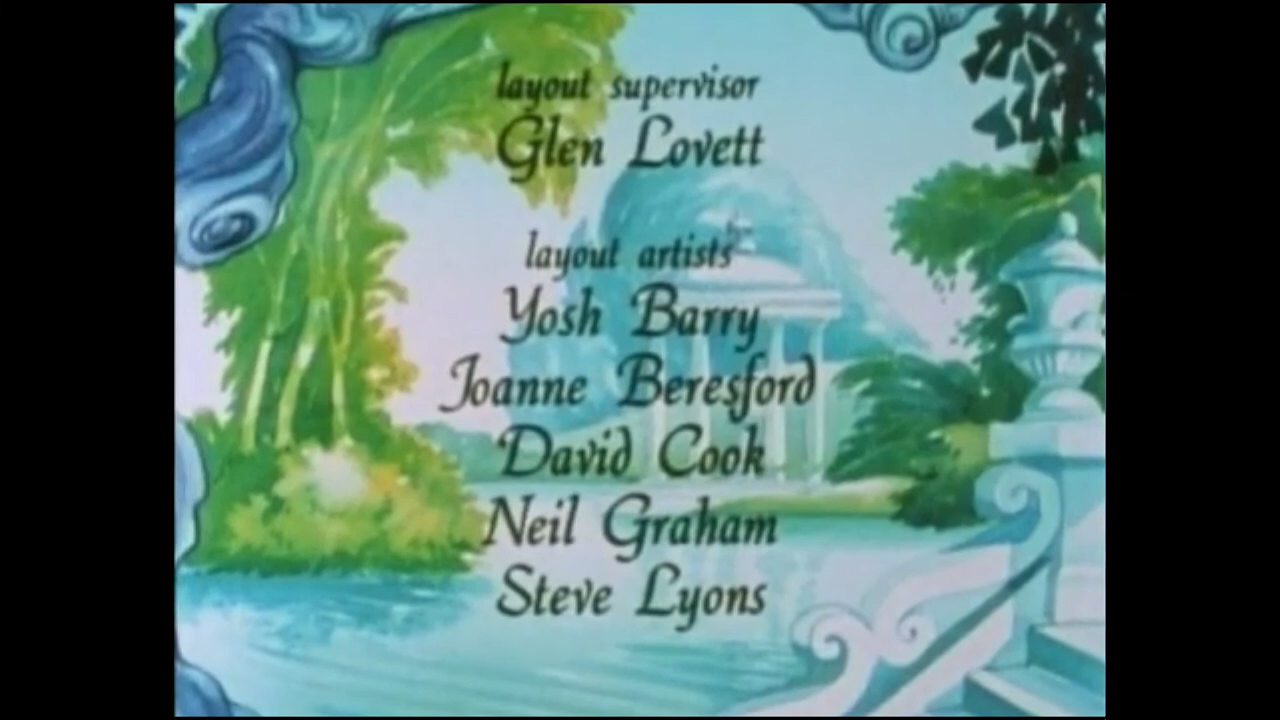 layout supervisor
Glen Lovett
layout artists
Yosh Barry
Joanne Beresford
David Cook
Neil Graham
Steve Lyons